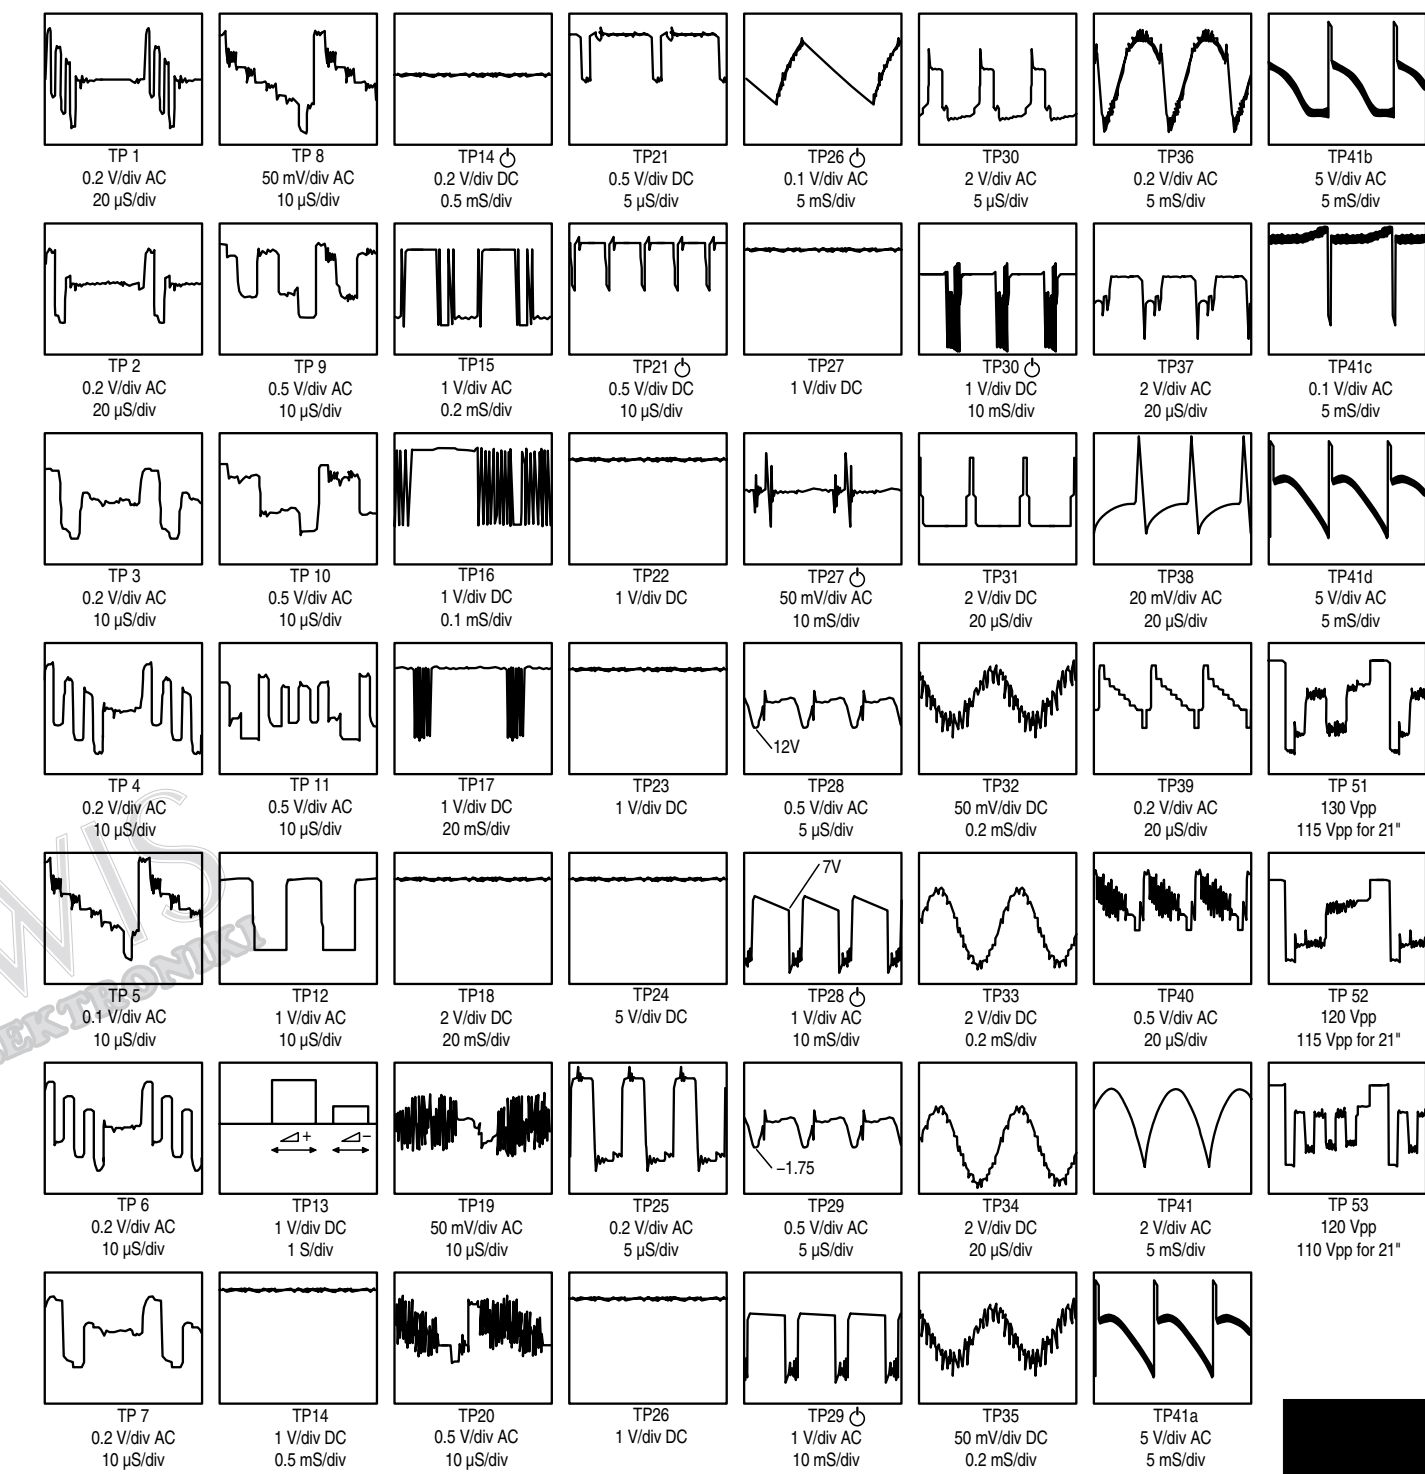 TP 1
0.2 V/div AC
20 µS/div
TP 8
50 mV/div AC
10 µS/div
TP14
0.2 V/div DC
0.5 mS/div
TP21
0.5 V/div DC
5 µS/div
TP26
0.1 V/div AC
5 mS/div
TP30
2 V/div AC
5 µS/div
TP36
0.2 V/div AC
5 mS/div
TP41b
5 V/div AC
5 mS/div
TP 2
0.2 V/div AC
20 µS/div
TP 9
0.5 V/div AC
10 µS/div
TP15
1 V/div AC
0.2 mS/div
TP21
0.5 V/div DC
10 µS/div
TP27
1 V/div DC
TP30
1 V/div DC
10 mS/div
TP37
2 V/div AC
20 µS/div
TP41c
0.1 V/div AC
5 mS/div
TP 3
0.2 V/div AC
10 µS/div
TP 10
0.5 V/div AC
10 µS/div
TP16
1 V/div DC
0.1 mS/div
TP22
1 V/div DC
TP27
50 mV/div AC
10 mS/div
TP31
2 V/div DC
20 µS/div
TP38
20 mV/div AC
20 µS/div
TP41d
5 V/div AC
5 mS/div
TP 4
0.2 V/div AC
10 µS/div
TP 11
0.5 V/div AC
10 µS/div
TP17
1 V/div DC
20 mS/div
TP23
1 V/div DC
12V
TP28
0.5 V/div AC
5 µS/div
TP32
50 mV/div DC
0.2 mS/div
TP39
0.2 V/div AC
20 µS/div
TP 51
130 Vpp
115 Vpp for 21"
TP 5
0.1 V/div AC
10 µS/div
TP12
1 V/div AC
10 µS/div
TP18
2 V/div DC
20 mS/div
TP24
5 V/div DC
7V
TP28
1 V/div AC
10 mS/div
TP33
2 V/div DC
0.2 mS/div
TP40
0.5 V/div AC
20 µS/div
TP 52
120 Vpp
115 Vpp for 21"
TP 6
0.2 V/div AC
10 µS/div
+
−
TP13
1 V/div DC
1 S/div
TP19
50 mV/div AC
10 µS/div
TP25
0.2 V/div AC
5 µS/div
−1.75
TP29
0.5 V/div AC
5 µS/div
TP34
2 V/div DC
20 µS/div
TP41
2 V/div AC
5 mS/div
TP 53
120 Vpp
110 Vpp for 21"
TP 7
0.2 V/div AC
10 µS/div
TP14
1 V/div DC
0.5 mS/div
TP20
0.5 V/div AC
10 µS/div
TP26
1 V/div DC
TP29
1 V/div AC
10 mS/div
TP35
50 mV/div DC
0.2 mS/div
TP41a
5 V/div AC
5 mS/div